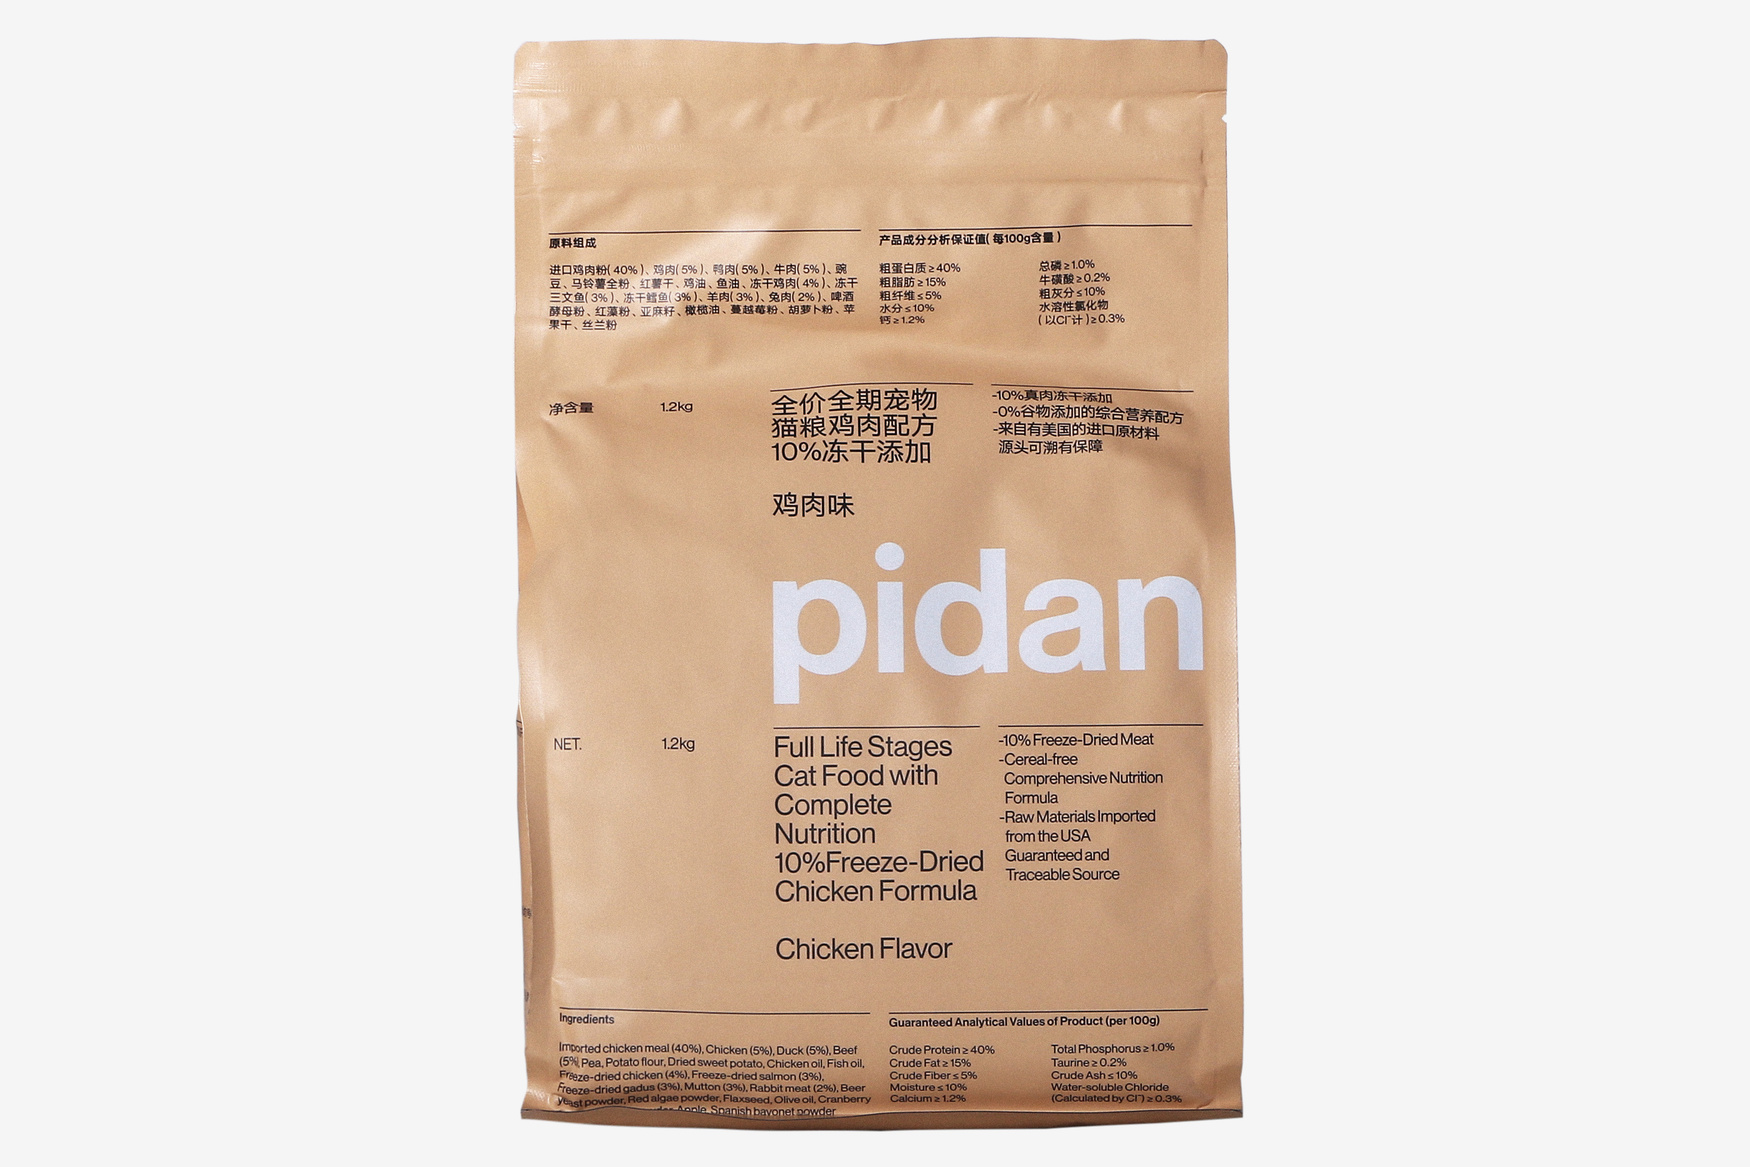 原料组成
进口鸡肉粉(40%)、鸡肉(5%)、鸭肉(5%)、牛肉(5%)、豌
豆、马铃薯全粉、红薯干、鸡油、鱼油、冻干鸡肉(4%)、冻干
三文鱼(3%)、冻干鳕鱼(3%)、羊肉(3%)、兔肉(2%)、啤酒
酵母粉、红藻粉、亚麻籽、橄榄油、蔓越莓粉、胡萝卜粉、苹
果干、丝兰粉
产品成分分析保证值(每100g含量)
粗蛋白质≥40%
粗脂肪≥15%
粗纤维≤5%
水分≤10%
钙≥1.2%
总磷≥1.0%
牛磺酸≥0.2%
粗灰分≤10%
水溶性氯化物
(以Cl⁻计)≥0.3%
净含量 1.2kg
全价全期宠物
猫粮鸡肉配方
10%冻干添加
鸡肉味
-10%真肉冻干添加
-0%谷物添加的综合营养配方
-来自有美国的进口原材料
源头可溯有保障
pidan
NET. 1.2kg
Full Life Stages
Cat Food with
Complete
Nutrition
10%Freeze-Dried
Chicken Formula
Chicken Flavor
-10% Freeze-Dried Meat
-Cereal-free
Comprehensive Nutrition
Formula
-Raw Materials Imported
from the USA
Guaranteed and
Traceable Source
Ingredients
Imported chicken meal (40%), Chicken (5%), Duck (5%), Beef
(5%), Pea, Potato flour, Dried sweet potato, Chicken oil, Fish oil,
Freeze-dried chicken (4%), Freeze-dried salmon (3%),
Freeze-dried gadus (3%), Mutton (3%), Rabbit meat (2%), Beer
yeast powder, Red algae powder, Flaxseed, Olive oil, Cranberry
Apple, Spanish bayonet powder
Guaranteed Analytical Values of Product (per 100g)
Crude Protein ≥ 40%
Crude Fat ≥ 15%
Crude Fiber ≤ 5%
Moisture ≤ 10%
Calcium ≥ 1.2%
Total Phosphorus ≥ 1.0%
Taurine ≥ 0.2%
Crude Ash ≤ 10%
Water-soluble Chloride
(Calculated by Cl⁻) ≥ 0.3%